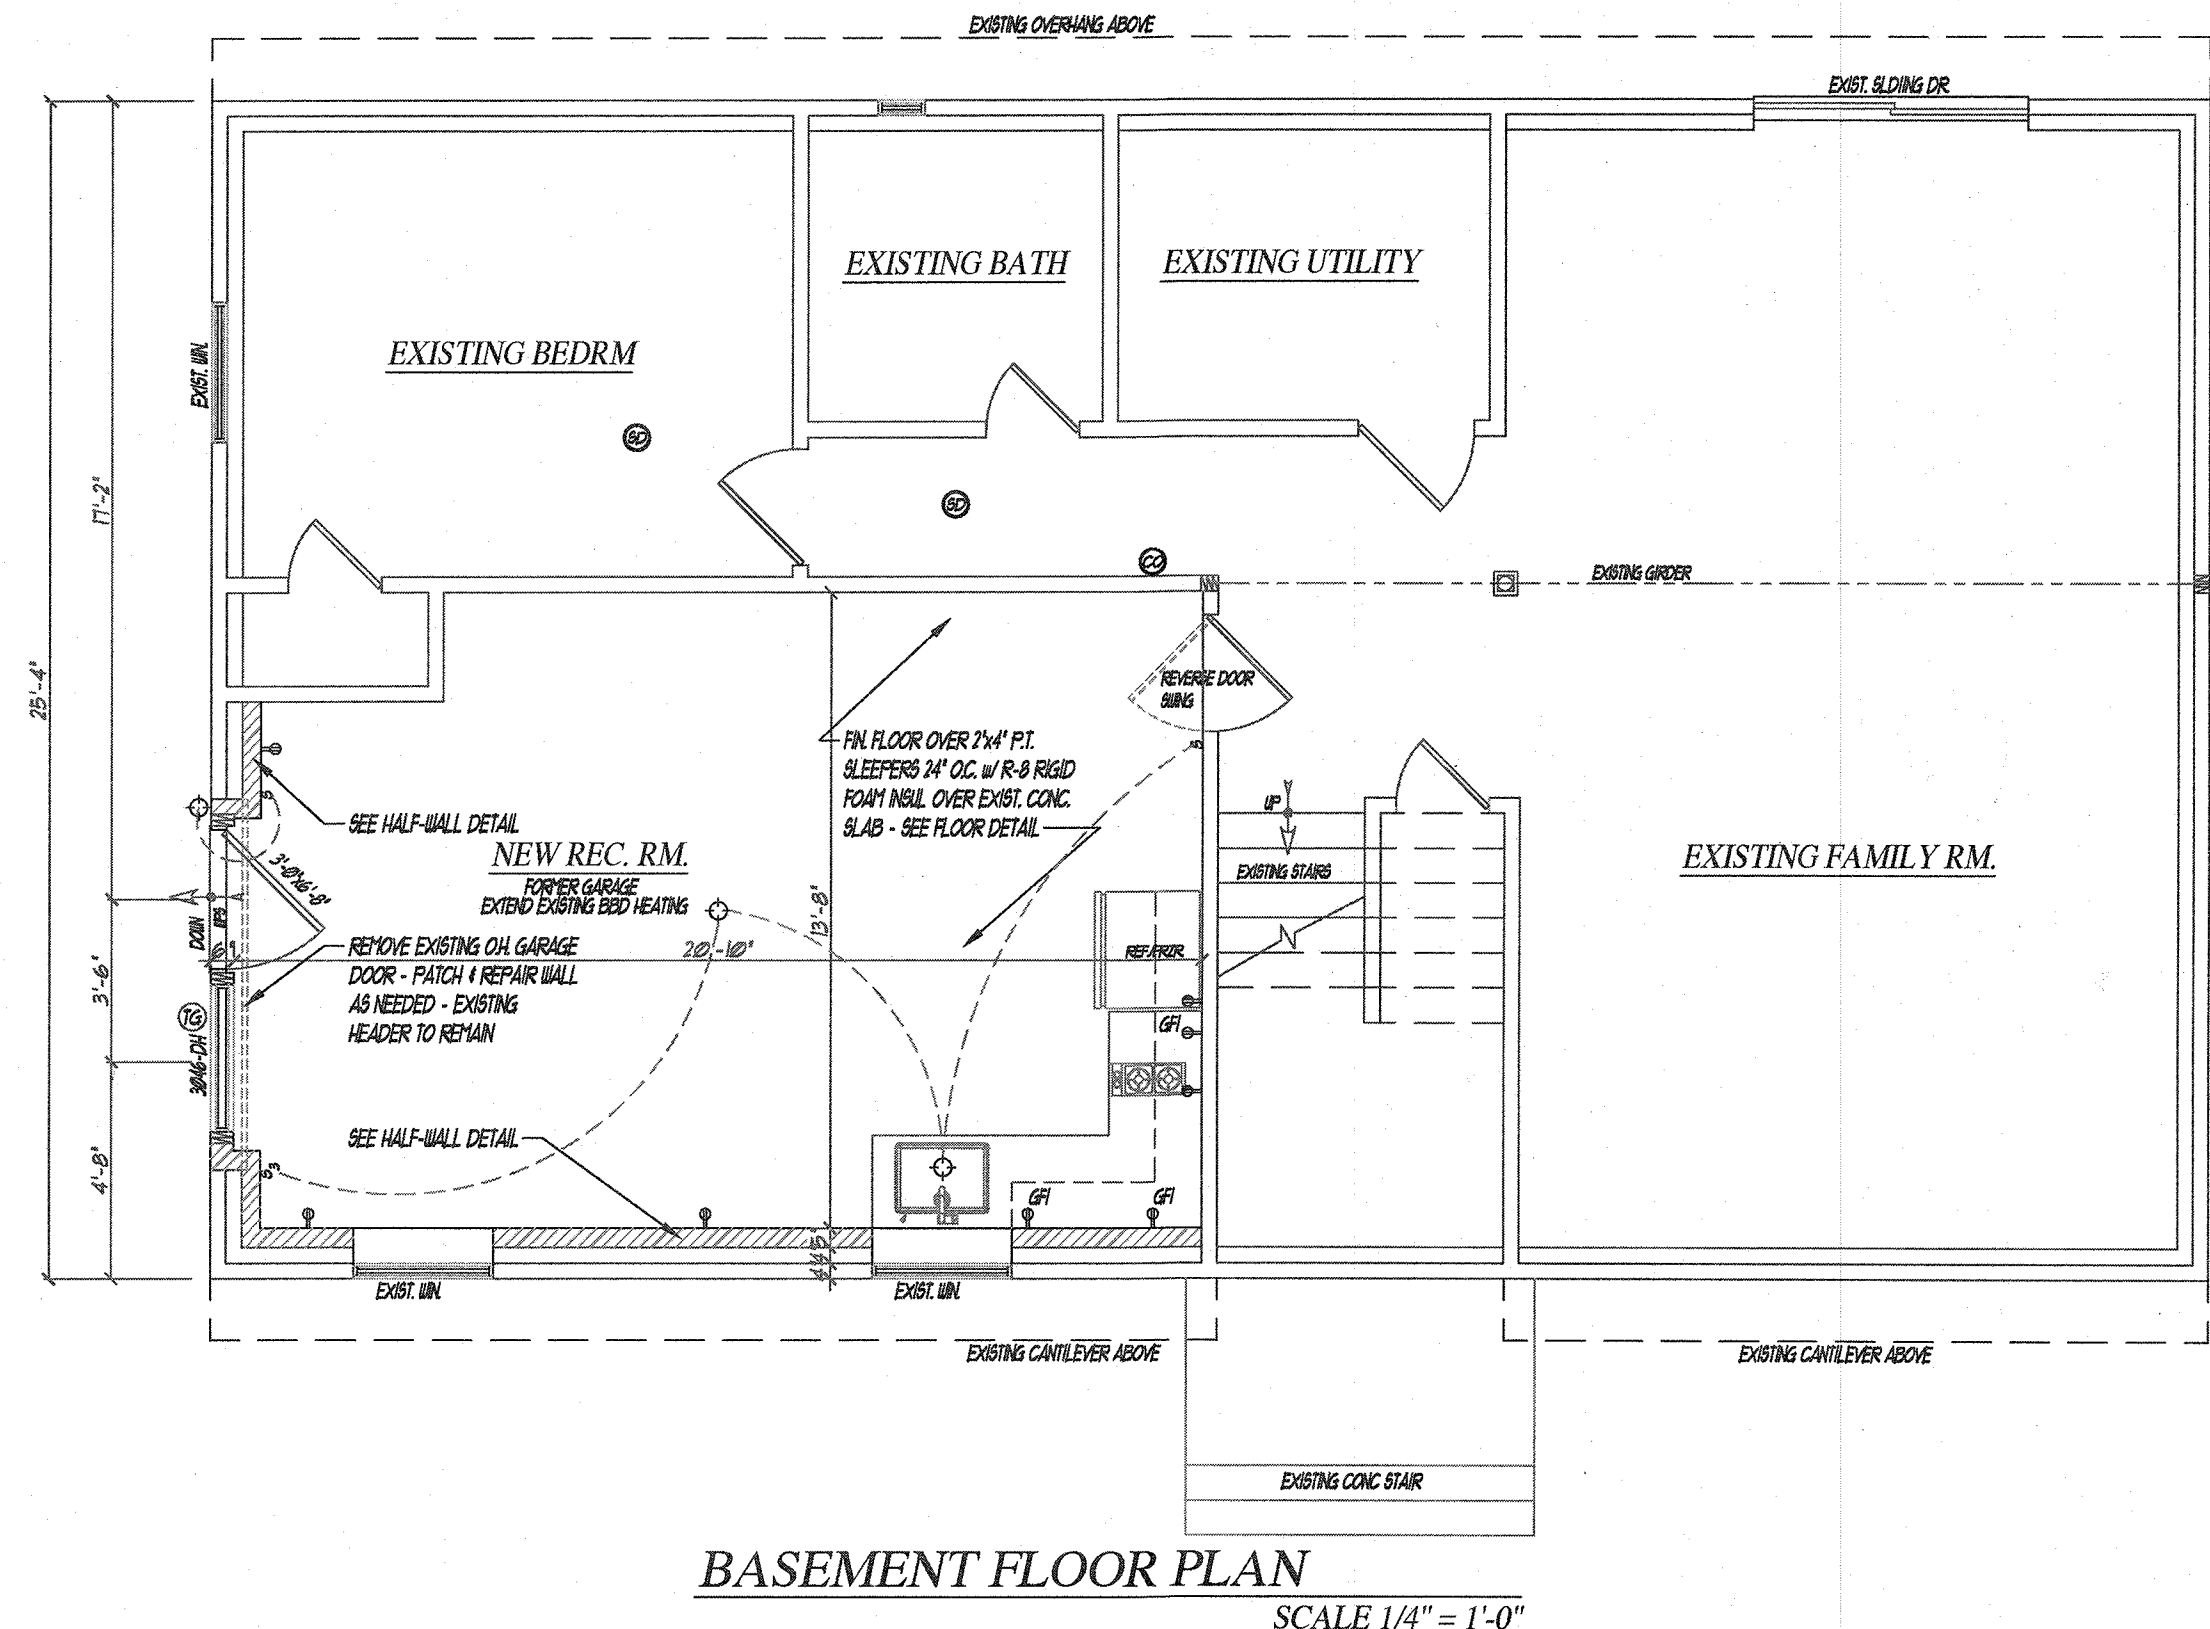 EXISTING OVERHANG ABOVE
EXIST. SLDIING DR
EXISTING BATH
EXISTING UTILITY
EXISTING BEDRM
EXIST. WIN.
SD
SD
17'-2"
CO
EXISTING GIRDER
25'-4"
REVERSE DOOR
SWING
FIN. FLOOR OVER 2"x4" P.T.
SLEEPERS 24" O.C. w/ R-8 RIGID
FOAM INSUL OVER EXIST. CONC.
SLAB - SEE FLOOR DETAIL
S
S
UP
SEE HALF-WALL DETAIL
NEW REC. RM.
FORMER GARAGE
EXTEND EXISTING BBD HEATING
3'-0"x6'-8"
EXISTING STAIRS
EXISTING FAMILY RM.
13'-8"
DOWN
REMOVE EXISTING O.H. GARAGE
DOOR - PATCH & REPAIR WALL
AS NEEDED - EXISTING
HEADER TO REMAIN
20'-10"
REF/FRZR
3'-6"
TG
3046-DH
GFI
SEE HALF-WALL DETAIL
4'-8"
S3
GFI
GFI
EXIST. WIN.
EXIST. WIN.
EXISTING CANTILEVER ABOVE
EXISTING CANTILEVER ABOVE
EXISTING CONC STAIR
BASEMENT FLOOR PLAN
SCALE 1/4" = 1'-0"